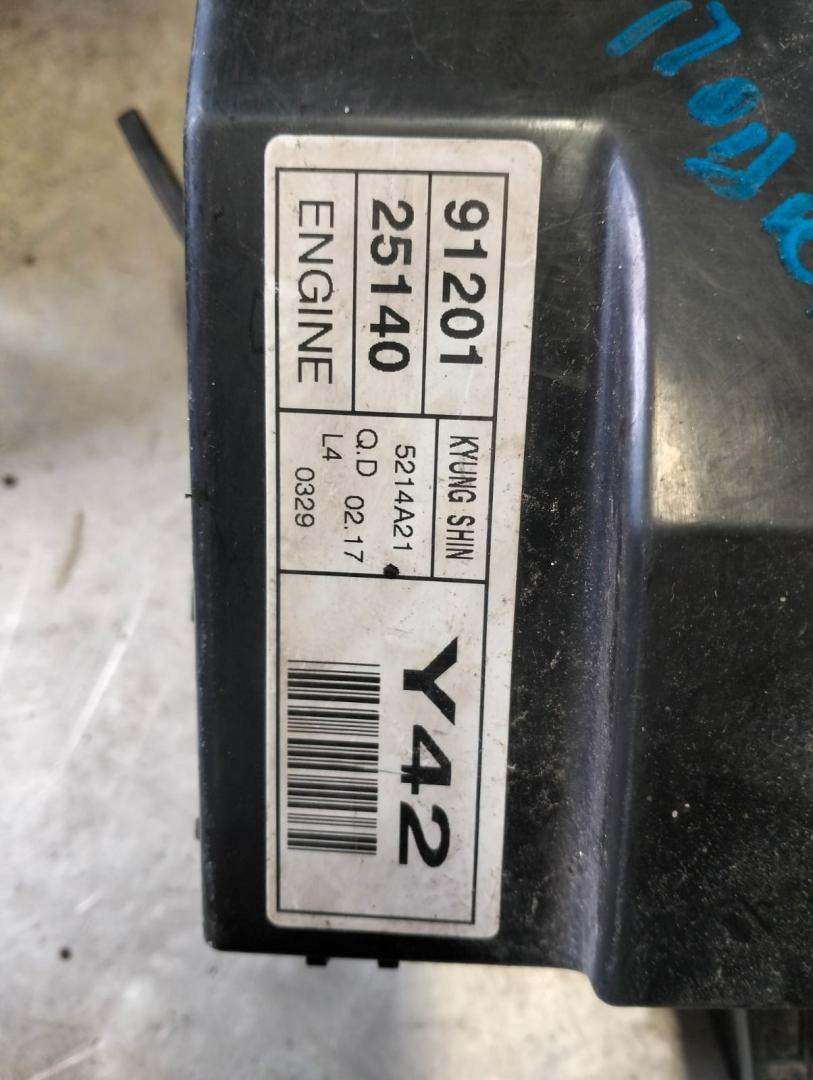 91201
25140
ENGINE
KYUNG SHIN
5214A21
Q.D 02.17
L4 0329
Y42